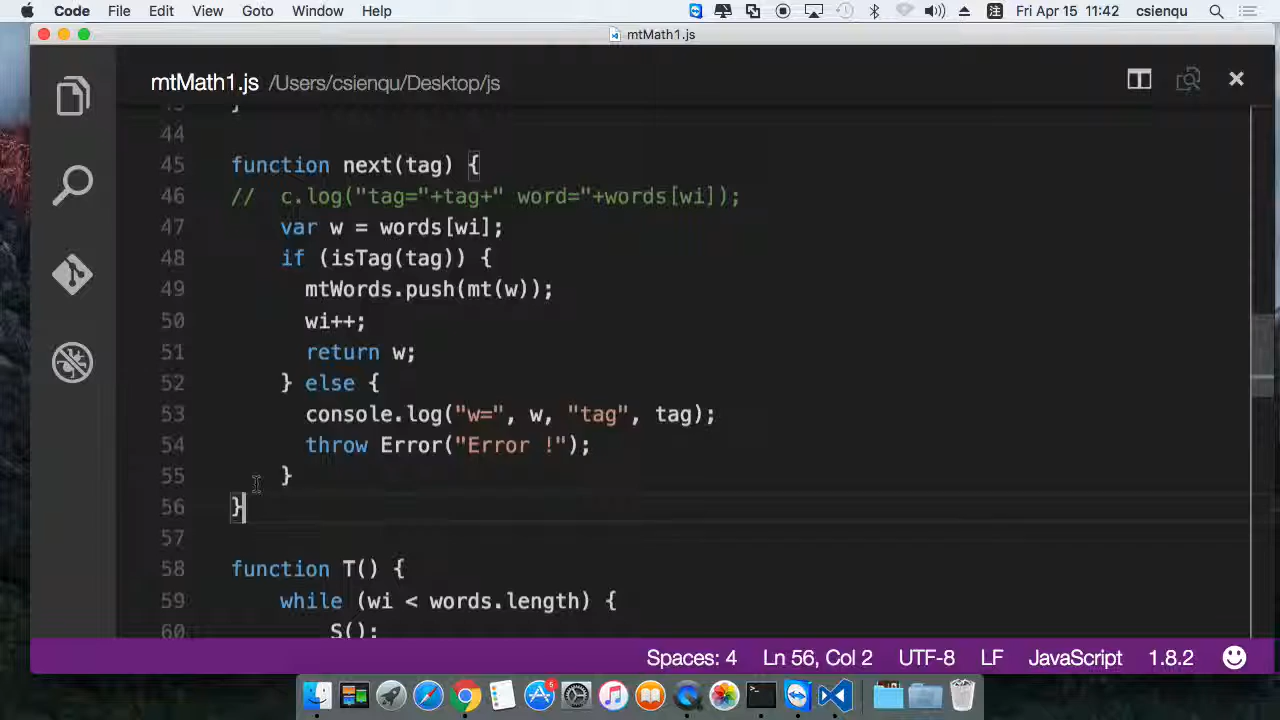 Code File Edit View Goto Window Help 注 Fri Apr 15 11:42 csienqu
mtMath1.js
mtMath1.js /Users/csienqu/Desktop/js
44
45 function next(tag) {
46 // c.log("tag="+tag+" word="+words[wi]);
47 var w = words[wi];
48 if (isTag(tag)) {
49 mtWords.push(mt(w));
50 wi++;
51 return w;
52 } else {
53 console.log("w=", w, "tag", tag);
54 throw Error("Error !");
55 }
56 }
57
58 function T() {
59 while (wi < words.length) {
60 S();
Spaces: 4 Ln 56, Col 2 UTF-8 LF JavaScript 1.8.2